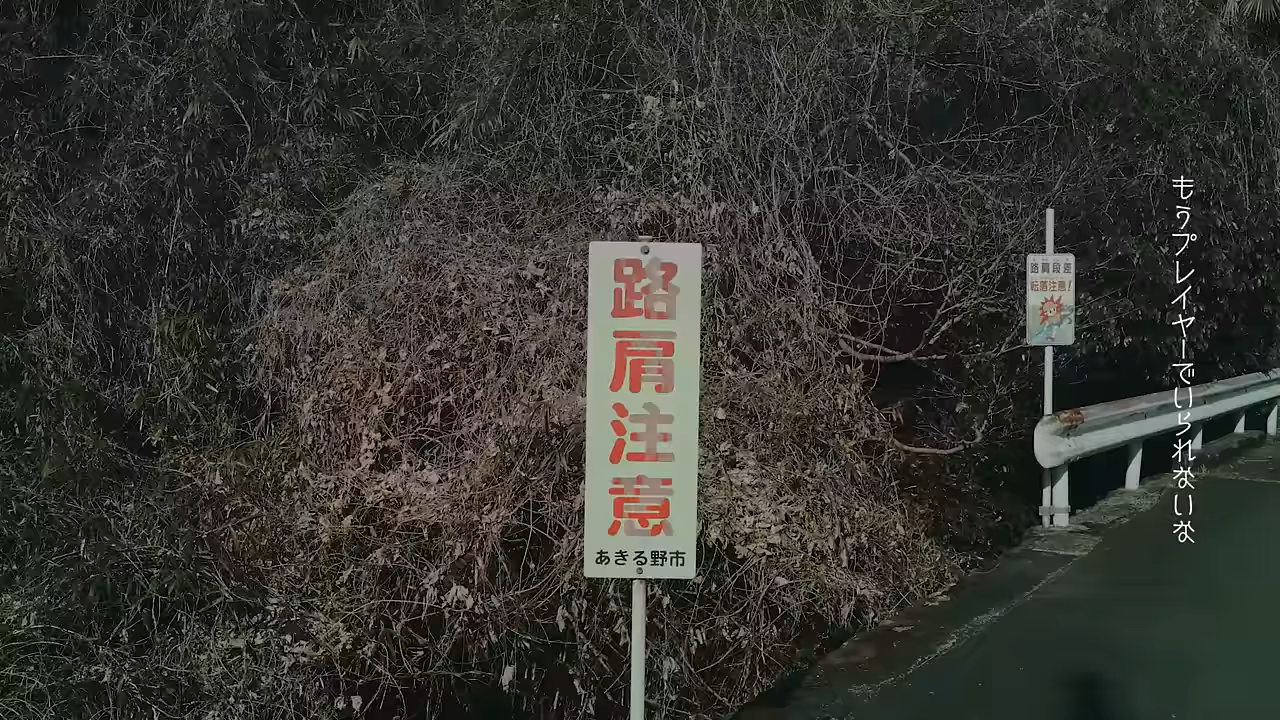 路肩注意
あきる野市
路肩段差
転落注意!
もうプレイヤーでいられないな